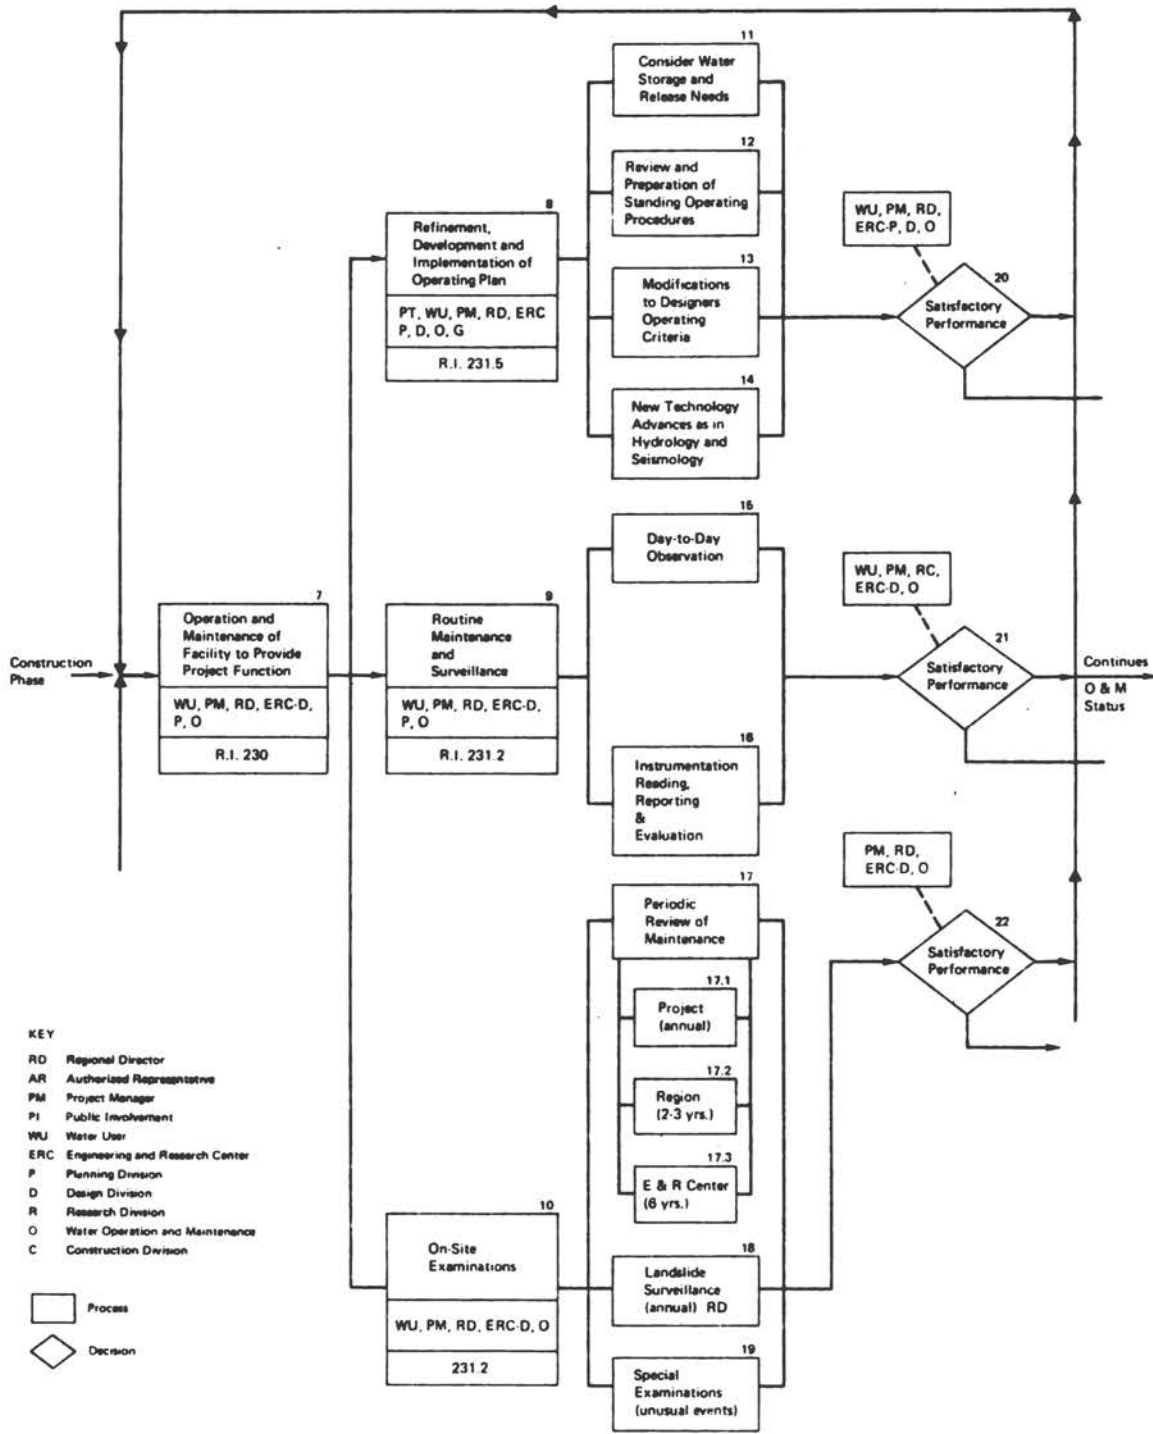 11
Consider Water
Storage and
Release Needs
12
Review and
Preparation of
Standing Operating
Procedures
8
Refinement,
Development and
Implementation of
Operating Plan
PT, WU, PM, RD, ERC
P, D, O, G
R.I. 231.5
13
Modifications
to Designers
Operating
Criteria
14
New Technology
Advances as in
Hydrology and
Seismology
WU, PM, RD,
ERC-P, D, O
20
Satisfactory
Performance
15
Day-to-Day
Observation
Construction
Phase
7
Operation and
Maintenance of
Facility to Provide
Project Function
WU, PM, RD, ERC-D,
P, O
R.I. 230
9
Routine
Maintenance
and
Surveillance
WU, PM, RD, ERC-D,
P, O
R.I. 231.2
16
Instrumentation
Reading,
Reporting
&
Evaluation
WU, PM, RC,
ERC-D, O
21
Satisfactory
Performance
Continues
O & M
Status
17
Periodic
Review of
Maintenance
17.1
Project
(annual)
17.2
Region
(2-3 yrs.)
17.3
E & R Center
(6 yrs.)
PM, RD,
ERC-D, O
22
Satisfactory
Performance
10
On-Site
Examinations
WU, PM, RD, ERC-D, O
231.2
18
Landslide
Surveillance
(annual) RD
19
Special
Examinations
(unusual events)
KEY
RD Regional Director
AR Authorized Representative
PM Project Manager
PI Public Involvement
WU Water User
ERC Engineering and Research Center
P Planning Division
D Design Division
R Research Division
O Water Operation and Maintenance
C Construction Division
Process
Decision